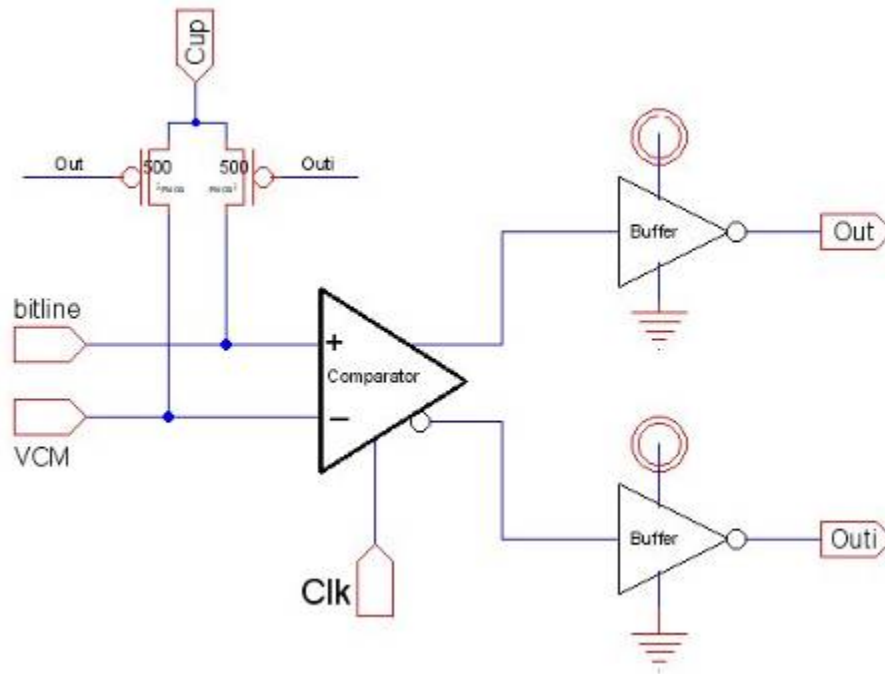 Cup
Out
500
500
Outi
bitline
VCM
+
Comparator
−
Clk
Buffer
Out
Buffer
Outi